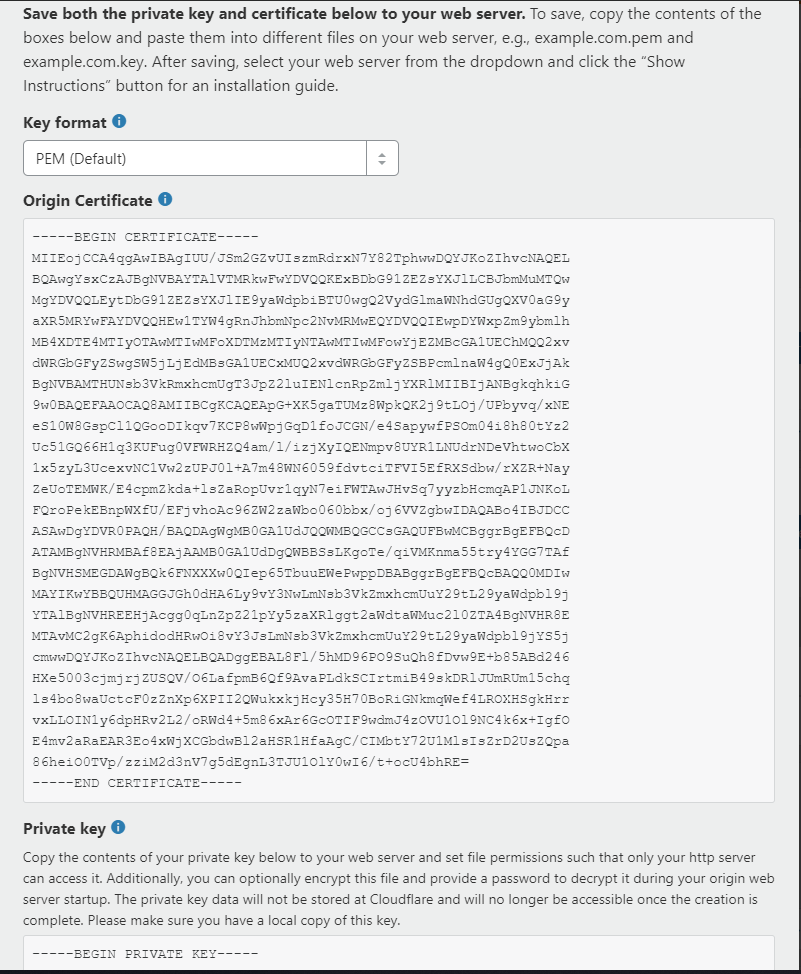 Save both the private key and certificate below to your web server. To save, copy the contents of the
boxes below and paste them into different files on your web server, e.g., example.com.pem and
example.com.key. After saving, select your web server from the dropdown and click the “Show
Instructions” button for an installation guide.
Key format
PEM (Default)
Origin Certificate
-----BEGIN CERTIFICATE-----
MIIEojCCA4qgAwIBAgIUU/JSm2GZvUIszmRdrxN7Y82TphwwDQYJKoZIhvcNAQEL
BQAwgYsxCzAJBgNVBAYTAlVTMRkwFwYDVQQKExBDbG91ZEZsYXJlLCBJbmMuMTQw
MgYDVQQLEytDbG91ZEZsYXJlIE9yaWdpbiBTU0wgQ2VydGlmaWNhdGUgQXV0aG9y
aXR5MRYwFAYDVQQHEw1TYW4gRnJhbmNpc2NvMRMwEQYDVQQIEwpDYWxpZm9ybmlh
MB4XDTE4MTIyOTAwMTIwMFoXDTMzMTIyNTAwMTIwMFowYjEZMBcGA1UEChMQQ2xv
dWRGbGFyZSwgSW5jLjEdMBsGA1UECxMUQ2xvdWRGbGFyZSBPcmlnaW4gQ0ExJjAk
BgNVBAMTHUNsb3VkRmxhcmUgT3JpZ2luIENlcnRpZmljYXRlMIIBIjANBgkqhkiG
9w0BAQEFAAOCAQ8AMIIBCgKCAQEApG+XK5gaTUMz8WpkQK2j9tLOj/UPbyvq/xNE
eS10W8GspCl1QGooDIkqv7KCP8wWpjGqD1foJCGN/e4SapywfPSOm04i8h80tYz2
Uc51GQ66H1q3KUFug0VFWRHZQ4am/l/izjXyIQENmpv8UYR1LNUdrNDeVhtwoCbX
1x5zyL3UcexvNC1Vw2zUPJ0l+A7m48WN6059fdvtciTFVI5EfRXSdbw/rXZR+Nay
ZeUoTEMWK/E4cpmZkda+lsZaRopUvr1qyN7eiFWTAwJHvSq7yyzbHcmqAP1JNKoL
FQroPekEBnpWXfU/EFjvhoAc96ZW2zaWbo060bbx/oj6VVZgbwIDAQABo4IBJDCC
ASAwDgYDVR0PAQH/BAQDAgWgMB0GA1UdJQQWMBQGCCsGAQUFBwMCBggrBgEFBQcD
ATAMBgNVHRMBAf8EAjAAMB0GA1UdDgQWBBSsLKgoTe/qiVMKnma55try4YGG7TAf
BgNVHSMEGDAWgBQk6FNXXXw0QIep65TbuuEWePwppDBABggrBgEFBQcBAQQ0MDIw
MAYIKwYBBQUHMAGGJGh0dHA6Ly9vY3NwLmNsb3VkZmxhcmUuY29tL29yaWdpbl9j
YTAlBgNVHREEHjAcgg0qLnZpZ2lpYy5zaXRlggt2aWdtaWMuc2l0ZTA4BgNVHR8E
MTAvMC2gK6AphidodHRwOi8vY3JsLmNsb3VkZmxhcmUuY29tL29yaWdpbl9jYS5j
cmwwDQYJKoZIhvcNAQELBQADggEBAL8Fl/5hMD96PO9SuQh8fDvw9E+b85ABd246
HXe5003cjmjrjZUSQV/O6LafpmB6Qf9AvaPLdkSCIrtmiB49skDRlJUmRUm15chq
ls4bo8waUctcF0zZnXp6XPII2QWukxkjHcy35H70BoRiGNkmqWef4LROXHSgkHrr
vxLLOIN1y6dpHRv2L2/oRWd4+5m86xAr6GcOTIF9wdmJ4zOVU1Ol9NC4k6x+IgfO
E4mv2aRaEAR3Eo4xWjXCGbdwBl2aHSR1HfaAgC/CIMbtY72U1MlsIsZrD2UsZQpa
86heiO0TVp/zziM2d3nV7g5dEgnL3TJU1OlY0wI6/t+ocU4bhRE=
-----END CERTIFICATE-----
Private key
Copy the contents of your private key below to your web server and set file permissions such that only your http server
can access it. Additionally, you can optionally encrypt this file and provide a password to decrypt it during your origin web
server startup. The private key data will not be stored at Cloudflare and will no longer be accessible once the creation is
complete. Please make sure you have a local copy of this key.
-----BEGIN PRIVATE KEY-----